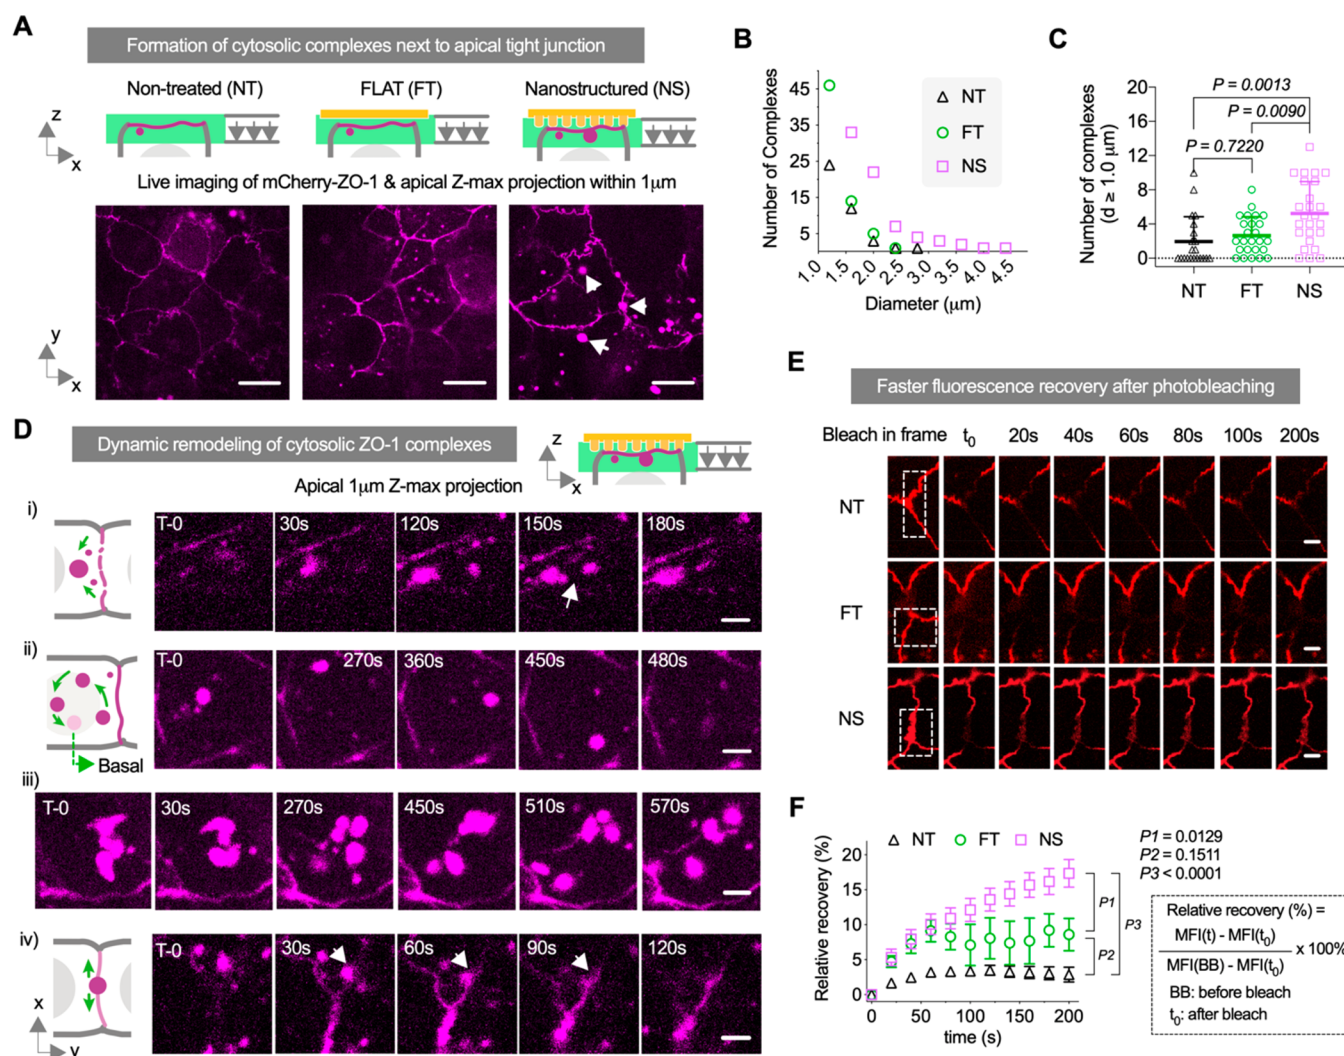 A
Formation of cytosolic complexes next to apical tight junction
Non-treated (NT)
FLAT (FT)
Nanostructured (NS)
z
x
Live imaging of mCherry-ZO-1 & apical Z-max projection within 1μm
y
x
B
Number of Complexes
45
35
25
15
5
1.0
1.5
2.0
2.4
3.0
3.5
4.0
4.5
Diameter (μm)
NT
FT
NS
C
Number of complexes
(d ≥ 1.0 μm)
20
16
12
8
4
0
P = 0.0013
P = 0.0090
P = 0.7220
NT
FT
NS
D
Dynamic remodeling of cytosolic ZO-1 complexes
z
x
Apical 1μm Z-max projection
i)
T-0
30s
120s
150s
180s
ii)
Basal
T-0
270s
360s
450s
480s
iii)
T-0
30s
270s
450s
510s
570s
iv)
x
y
T-0
30s
60s
90s
120s
E
Faster fluorescence recovery after photobleaching
Bleach in frame
t0
20s
40s
60s
80s
100s
200s
NT
FT
NS
F
Relative recovery (%)
20
15
10
5
0
0
50
100
150
200
time (s)
NT
FT
NS
P1
P2
P3
P1 = 0.0129
P2 = 0.1511
P3 < 0.0001
Relative recovery (%) =
MFI(t) - MFI(t0)
MFI(BB) - MFI(t0)
x 100%
BB: before bleach
t0: after bleach